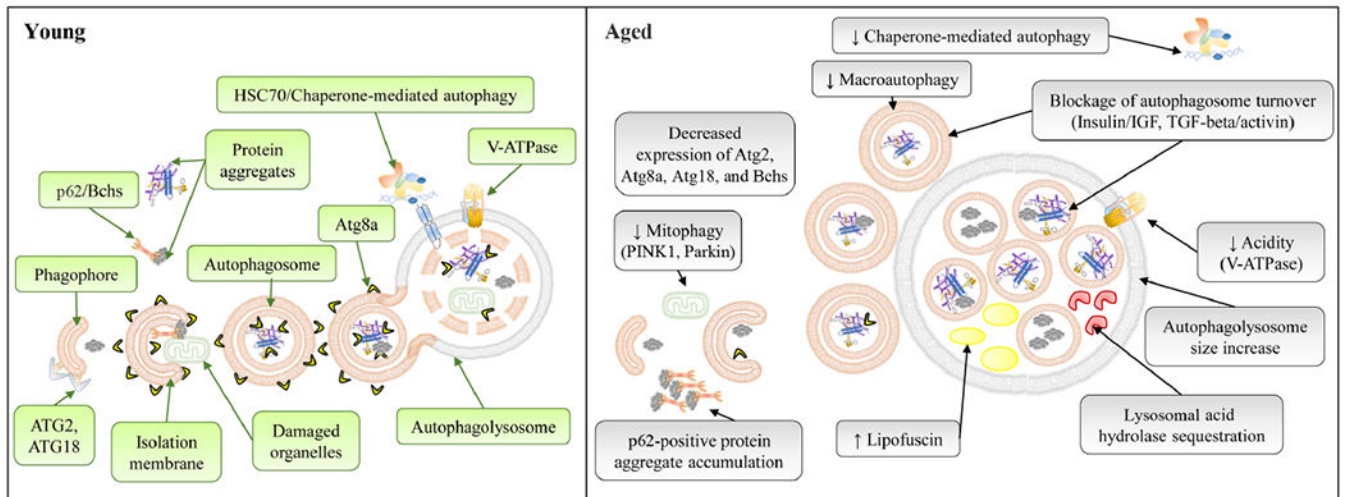 Young
HSC70/Chaperone-mediated autophagy
Protein
aggregates
V-ATPase
p62/Bchs
Atg8a
Phagophore
Autophagosome
ATG2,
ATG18
Isolation
membrane
Damaged
organelles
Autophagolysosome
Aged
↓ Chaperone-mediated autophagy
↓ Macroautophagy
Blockage of autophagosome turnover
(Insulin/IGF, TGF-beta/activin)
Decreased
expression of Atg2,
Atg8a, Atg18, and Bchs
↓ Mitophagy
(PINK1, Parkin)
↓ Acidity
(V-ATPase)
Autophagolysosome
size increase
p62-positive protein
aggregate accumulation
↑ Lipofuscin
Lysosomal acid
hydrolase sequestration